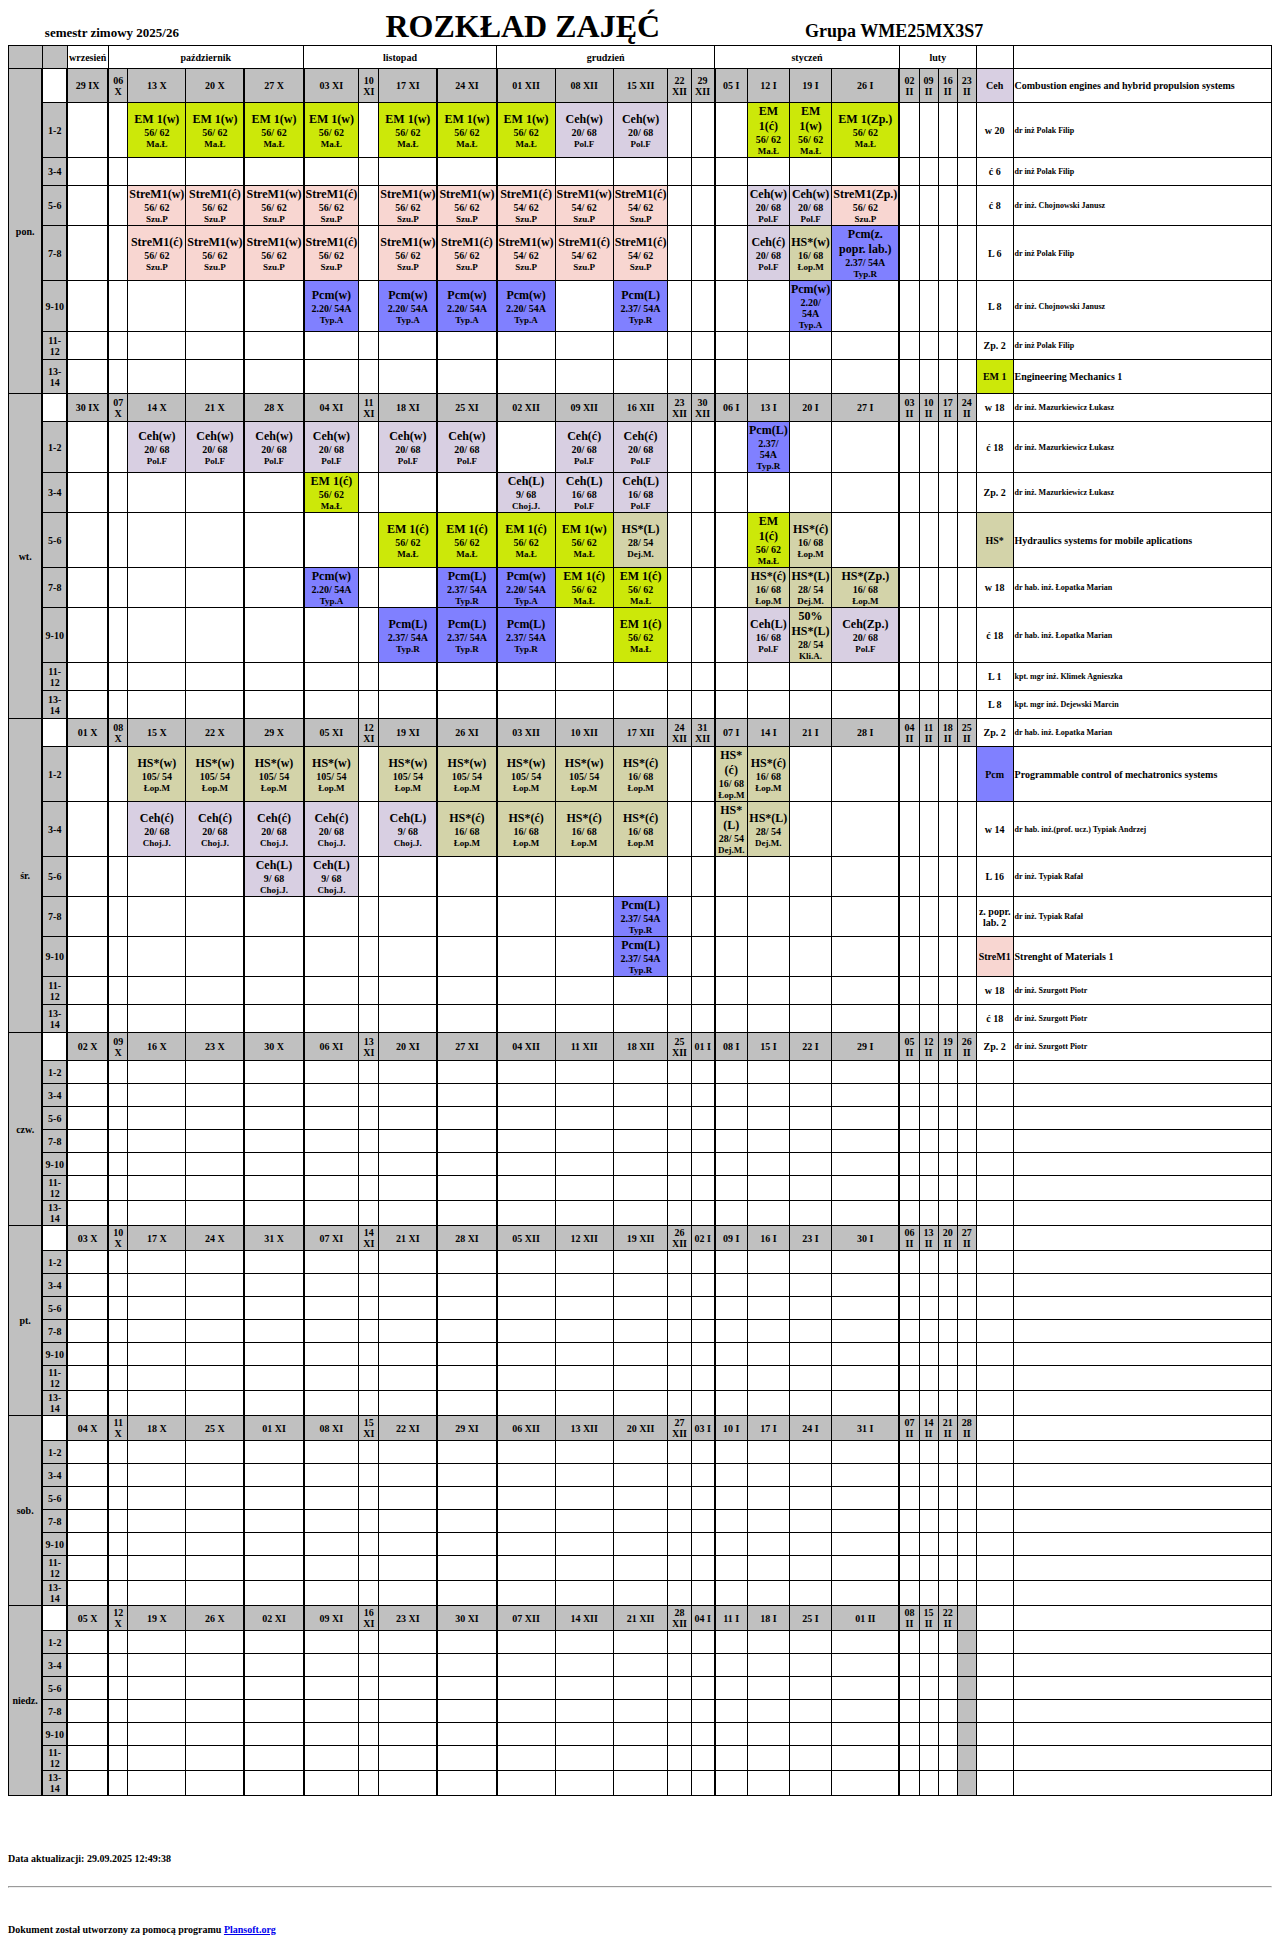 semestr zimowy 2025/26 ROZKŁAD ZAJĘĆ Grupa WME25MX3S7
wrzesień październik listopad grudzień styczeń luty
pon. 29 IX 06 X 13 X 20 X 27 X 03 XI 10 XI 17 XI 24 XI 01 XII 08 XII 15 XII 22 XII 29 XII 05 I 12 I 19 I 26 I 02 II 09 II 16 II 23 II Ceh Combustion engines and hybrid propulsion systems
1-2 EM 1(w) 56/ 62 Ma.Ł EM 1(w) 56/ 62 Ma.Ł EM 1(w) 56/ 62 Ma.Ł EM 1(w) 56/ 62 Ma.Ł EM 1(w) 56/ 62 Ma.Ł EM 1(w) 56/ 62 Ma.Ł EM 1(w) 56/ 62 Ma.Ł Ceh(w) 20/ 68 Pol.F Ceh(w) 20/ 68 Pol.F EM 1(ć) 56/ 62 Ma.Ł EM 1(w) 56/ 62 Ma.Ł EM 1(Zp.) 56/ 62 Ma.Ł w 20 dr inż Polak Filip
3-4 ć 6 dr inż Polak Filip
5-6 StreM1(w) 56/ 62 Szu.P StreM1(ć) 56/ 62 Szu.P StreM1(w) 56/ 62 Szu.P StreM1(ć) 56/ 62 Szu.P StreM1(w) 56/ 62 Szu.P StreM1(w) 56/ 62 Szu.P StreM1(ć) 54/ 62 Szu.P StreM1(w) 54/ 62 Szu.P StreM1(ć) 54/ 62 Szu.P Ceh(w) 20/ 68 Pol.F Ceh(w) 20/ 68 Pol.F StreM1(Zp.) 56/ 62 Szu.P ć 8 dr inż. Chojnowski Janusz
7-8 StreM1(ć) 56/ 62 Szu.P StreM1(w) 56/ 62 Szu.P StreM1(w) 56/ 62 Szu.P StreM1(ć) 56/ 62 Szu.P StreM1(w) 56/ 62 Szu.P StreM1(ć) 56/ 62 Szu.P StreM1(w) 54/ 62 Szu.P StreM1(ć) 54/ 62 Szu.P StreM1(ć) 54/ 62 Szu.P Ceh(ć) 20/ 68 Pol.F HS*(w) 16/ 68 Łop.M Pcm(z. popr. lab.) 2.37/ 54A Typ.R L 6 dr inż Polak Filip
9-10 Pcm(w) 2.20/ 54A Typ.A Pcm(w) 2.20/ 54A Typ.A Pcm(w) 2.20/ 54A Typ.A Pcm(w) 2.20/ 54A Typ.A Pcm(L) 2.37/ 54A Typ.R Pcm(w) 2.20/ 54A Typ.A L 8 dr inż. Chojnowski Janusz
11-12 Zp. 2 dr inż Polak Filip
13-14 EM 1 Engineering Mechanics 1
wt. 30 IX 07 X 14 X 21 X 28 X 04 XI 11 XI 18 XI 25 XI 02 XII 09 XII 16 XII 23 XII 30 XII 06 I 13 I 20 I 27 I 03 II 10 II 17 II 24 II w 18 dr inż. Mazurkiewicz Łukasz
1-2 Ceh(w) 20/ 68 Pol.F Ceh(w) 20/ 68 Pol.F Ceh(w) 20/ 68 Pol.F Ceh(w) 20/ 68 Pol.F Ceh(w) 20/ 68 Pol.F Ceh(w) 20/ 68 Pol.F Ceh(ć) 20/ 68 Pol.F Ceh(ć) 20/ 68 Pol.F Pcm(L) 2.37/ 54A Typ.R ć 18 dr inż. Mazurkiewicz Łukasz
3-4 EM 1(ć) 56/ 62 Ma.Ł Ceh(L) 9/ 68 Choj.J. Ceh(L) 16/ 68 Pol.F Ceh(L) 16/ 68 Pol.F Zp. 2 dr inż. Mazurkiewicz Łukasz
5-6 EM 1(ć) 56/ 62 Ma.Ł EM 1(ć) 56/ 62 Ma.Ł EM 1(ć) 56/ 62 Ma.Ł EM 1(w) 56/ 62 Ma.Ł HS*(L) 28/ 54 Dej.M. EM 1(ć) 56/ 62 Ma.Ł HS*(ć) 16/ 68 Łop.M HS* Hydraulics systems for mobile aplications
7-8 Pcm(w) 2.20/ 54A Typ.A Pcm(L) 2.37/ 54A Typ.R Pcm(w) 2.20/ 54A Typ.A EM 1(ć) 56/ 62 Ma.Ł EM 1(ć) 56/ 62 Ma.Ł HS*(ć) 16/ 68 Łop.M HS*(L) 28/ 54 Dej.M. HS*(Zp.) 16/ 68 Łop.M w 18 dr hab. inż. Łopatka Marian
9-10 Pcm(L) 2.37/ 54A Typ.R Pcm(L) 2.37/ 54A Typ.R Pcm(L) 2.37/ 54A Typ.R EM 1(ć) 56/ 62 Ma.Ł Ceh(L) 16/ 68 Pol.F 50% HS*(L) 28/ 54 Kli.A. Ceh(Zp.) 20/ 68 Pol.F ć 18 dr hab. inż. Łopatka Marian
11-12 L 1 kpt. mgr inż. Klimek Agnieszka
13-14 L 8 kpt. mgr inż. Dejewski Marcin
śr. 01 X 08 X 15 X 22 X 29 X 05 XI 12 XI 19 XI 26 XI 03 XII 10 XII 17 XII 24 XII 31 XII 07 I 14 I 21 I 28 I 04 II 11 II 18 II 25 II Zp. 2 dr hab. inż. Łopatka Marian
1-2 HS*(w) 105/ 54 Łop.M HS*(w) 105/ 54 Łop.M HS*(w) 105/ 54 Łop.M HS*(w) 105/ 54 Łop.M HS*(w) 105/ 54 Łop.M HS*(w) 105/ 54 Łop.M HS*(w) 105/ 54 Łop.M HS*(w) 105/ 54 Łop.M HS*(ć) 16/ 68 Łop.M HS*(ć) 16/ 68 Łop.M HS*(ć) 16/ 68 Łop.M Pcm Programmable control of mechatronics systems
3-4 Ceh(ć) 20/ 68 Choj.J. Ceh(ć) 20/ 68 Choj.J. Ceh(ć) 20/ 68 Choj.J. Ceh(ć) 20/ 68 Choj.J. Ceh(L) 9/ 68 Choj.J. HS*(ć) 16/ 68 Łop.M HS*(ć) 16/ 68 Łop.M HS*(ć) 16/ 68 Łop.M HS*(ć) 16/ 68 Łop.M HS*(L) 28/ 54 Dej.M. HS*(L) 28/ 54 Dej.M. w 14 dr hab. inż.(prof. ucz.) Typiak Andrzej
5-6 Ceh(L) 9/ 68 Choj.J. Ceh(L) 9/ 68 Choj.J. L 16 dr inż. Typiak Rafał
7-8 Pcm(L) 2.37/ 54A Typ.R z. popr. lab. 2 dr inż. Typiak Rafał
9-10 Pcm(L) 2.37/ 54A Typ.R StreM1 Strenght of Materials 1
11-12 w 18 dr inż. Szurgott Piotr
13-14 ć 18 dr inż. Szurgott Piotr
czw. 02 X 09 X 16 X 23 X 30 X 06 XI 13 XI 20 XI 27 XI 04 XII 11 XII 18 XII 25 XII 01 I 08 I 15 I 22 I 29 I 05 II 12 II 19 II 26 II Zp. 2 dr inż. Szurgott Piotr
1-2
3-4
5-6
7-8
9-10
11-12
13-14
pt. 03 X 10 X 17 X 24 X 31 X 07 XI 14 XI 21 XI 28 XI 05 XII 12 XII 19 XII 26 XII 02 I 09 I 16 I 23 I 30 I 06 II 13 II 20 II 27 II
1-2
3-4
5-6
7-8
9-10
11-12
13-14
sob. 04 X 11 X 18 X 25 X 01 XI 08 XI 15 XI 22 XI 29 XI 06 XII 13 XII 20 XII 27 XII 03 I 10 I 17 I 24 I 31 I 07 II 14 II 21 II 28 II
1-2
3-4
5-6
7-8
9-10
11-12
13-14
niedz. 05 X 12 X 19 X 26 X 02 XI 09 XI 16 XI 23 XI 30 XI 07 XII 14 XII 21 XII 28 XII 04 I 11 I 18 I 25 I 01 II 08 II 15 II 22 II
1-2
3-4
5-6
7-8
9-10
11-12
13-14
Data aktualizacji: 29.09.2025 12:49:38
Dokument został utworzony za pomocą programu Plansoft.org